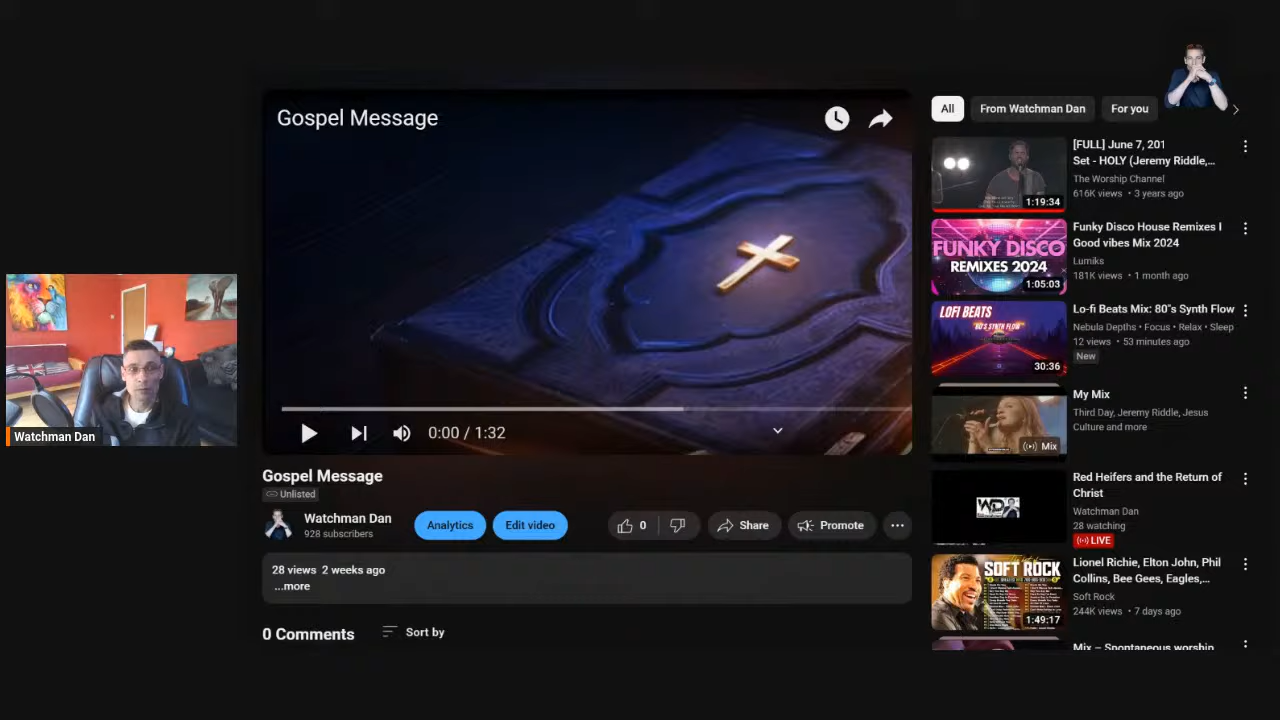 Gospel Message
0:00 / 1:32
Gospel Message
Unlisted
Watchman Dan
928 subscribers
Analytics
Edit video
0
Share
Promote
28 views 2 weeks ago
...more
0 Comments
Sort by
Watchman Dan
All
From Watchman Dan
For you
[FULL] June 7, 201
Set - HOLY (Jeremy Riddle,...
The Worship Channel
616K views • 3 years ago
1:19:34
FUNKY DISCO
REMIXES 2024
1:05:03
Funky Disco House Remixes I
Good vibes Mix 2024
Lumiks
181K views • 1 month ago
LOFI BEATS
"80'S SYNTH FLOW"
30:36
Lo-fi Beats Mix: 80"s Synth Flow
Nebula Depths • Focus • Relax • Sleep
12 views • 53 minutes ago
New
Mix
My Mix
Third Day, Jeremy Riddle, Jesus
Culture and more
WD
Red Heifers and the Return of
Christ
Watchman Dan
28 watching
LIVE
SOFT ROCK
1:49:17
Lionel Richie, Elton John, Phil
Collins, Bee Gees, Eagles,...
Soft Rock
244K views • 7 days ago
Mix – Spontaneous worship